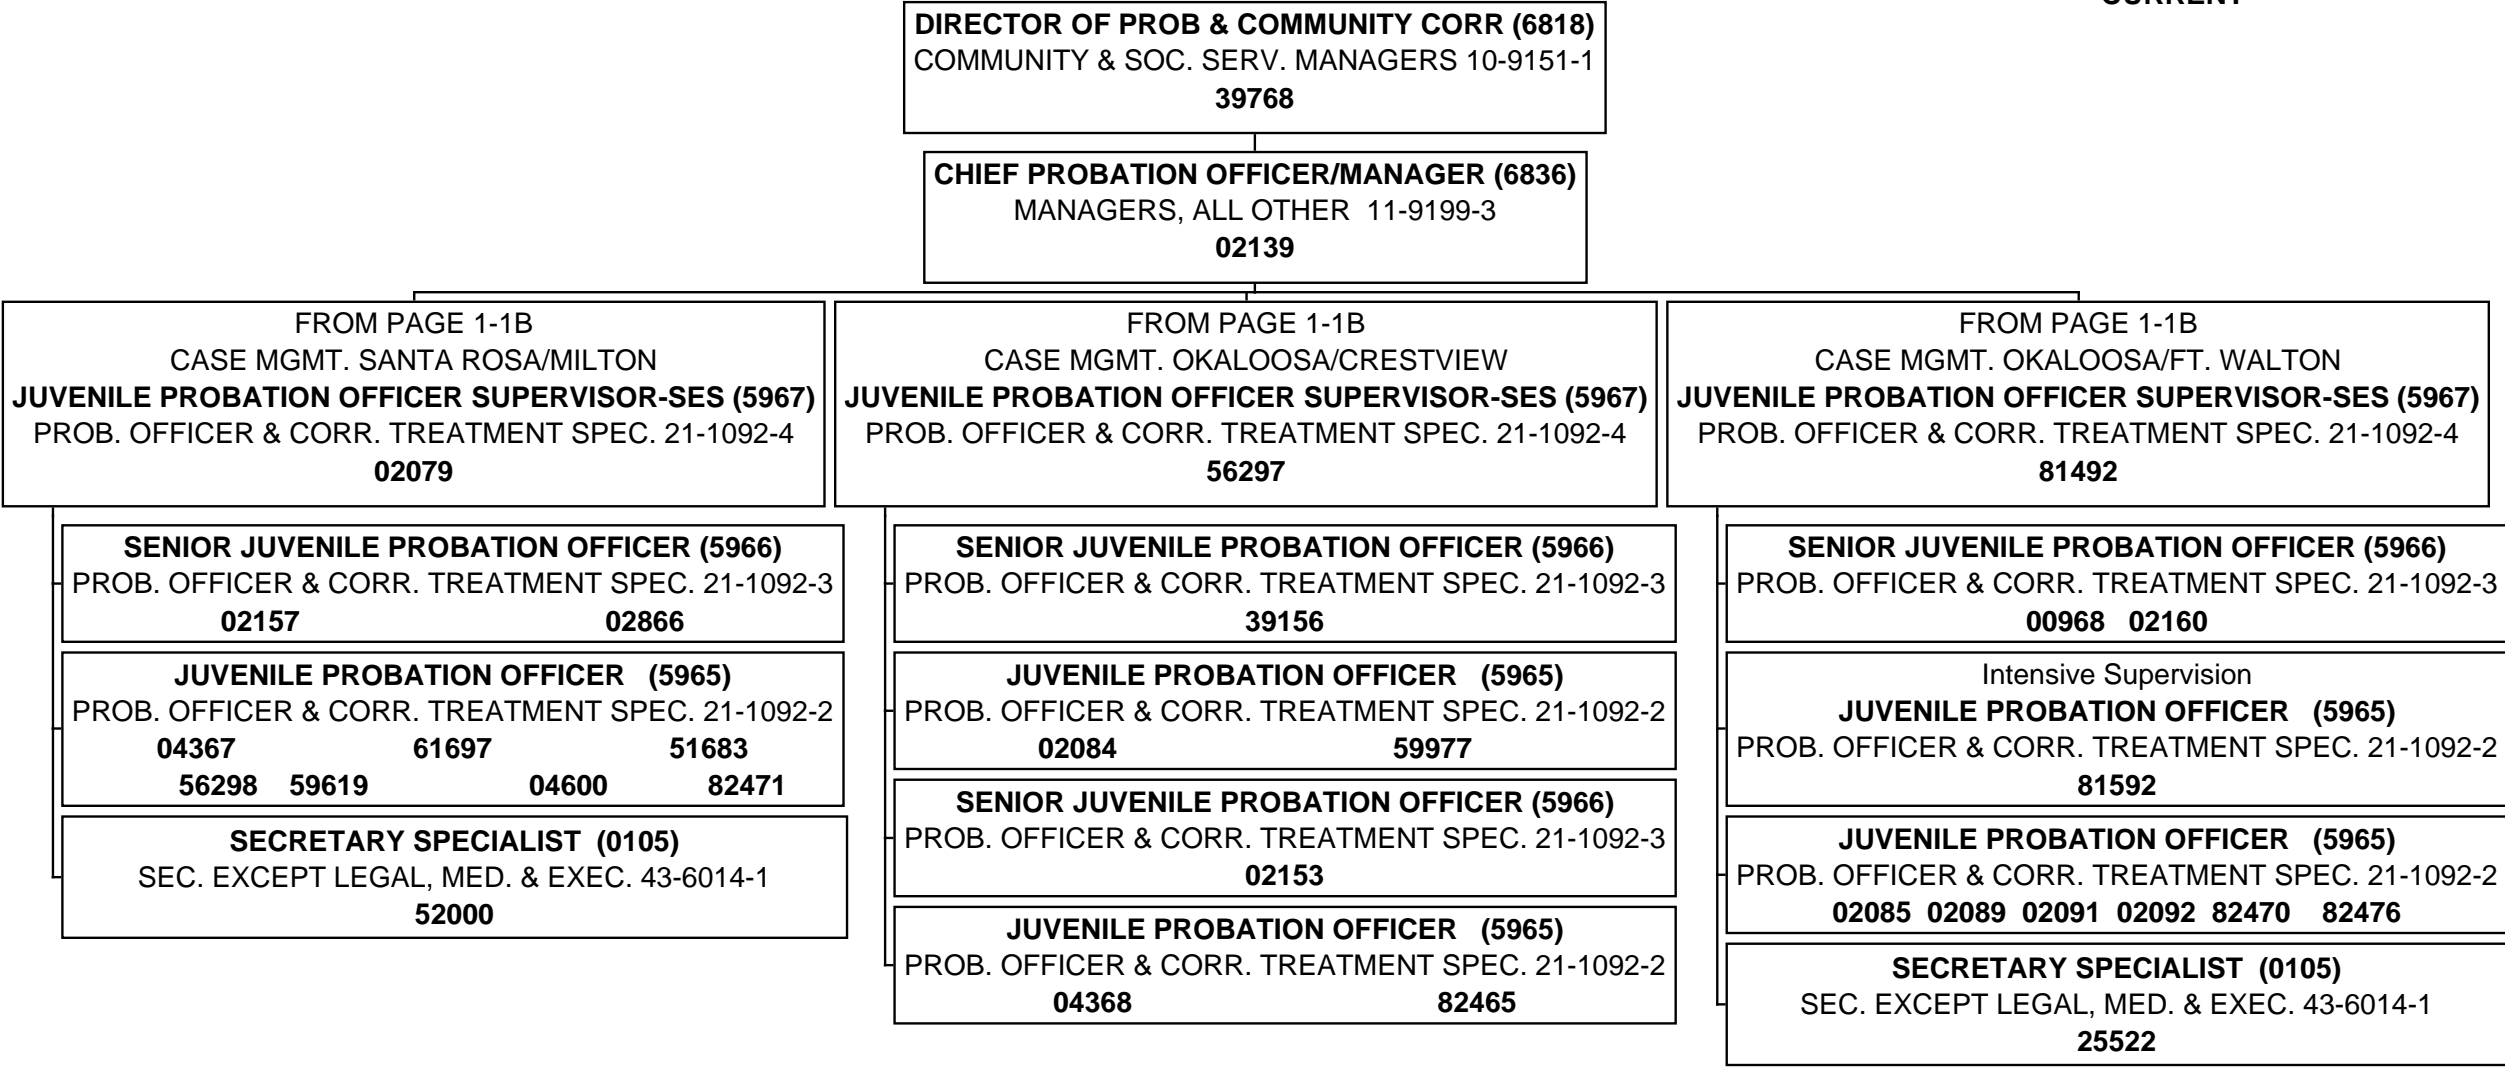 CURRENT
DIRECTOR OF PROB & COMMUNITY CORR (6818)
COMMUNITY & SOC. SERV. MANAGERS 10-9151-1
39768
CHIEF PROBATION OFFICER/MANAGER (6836)
MANAGERS, ALL OTHER 11-9199-3
02139
FROM PAGE 1-1B
CASE MGMT. SANTA ROSA/MILTON
JUVENILE PROBATION OFFICER SUPERVISOR-SES (5967)
PROB. OFFICER & CORR. TREATMENT SPEC. 21-1092-4
02079
SENIOR JUVENILE PROBATION OFFICER (5966)
PROB. OFFICER & CORR. TREATMENT SPEC. 21-1092-3
02157 02866
JUVENILE PROBATION OFFICER (5965)
PROB. OFFICER & CORR. TREATMENT SPEC. 21-1092-2
04367 61697 51683
56298 59619 04600 82471
SECRETARY SPECIALIST (0105)
SEC. EXCEPT LEGAL, MED. & EXEC. 43-6014-1
52000
FROM PAGE 1-1B
CASE MGMT. OKALOOSA/CRESTVIEW
JUVENILE PROBATION OFFICER SUPERVISOR-SES (5967)
PROB. OFFICER & CORR. TREATMENT SPEC. 21-1092-4
56297
SENIOR JUVENILE PROBATION OFFICER (5966)
PROB. OFFICER & CORR. TREATMENT SPEC. 21-1092-3
39156
JUVENILE PROBATION OFFICER (5965)
PROB. OFFICER & CORR. TREATMENT SPEC. 21-1092-2
02084 59977
SENIOR JUVENILE PROBATION OFFICER (5966)
PROB. OFFICER & CORR. TREATMENT SPEC. 21-1092-3
02153
JUVENILE PROBATION OFFICER (5965)
PROB. OFFICER & CORR. TREATMENT SPEC. 21-1092-2
04368 82465
FROM PAGE 1-1B
CASE MGMT. OKALOOSA/FT. WALTON
JUVENILE PROBATION OFFICER SUPERVISOR-SES (5967)
PROB. OFFICER & CORR. TREATMENT SPEC. 21-1092-4
81492
SENIOR JUVENILE PROBATION OFFICER (5966)
PROB. OFFICER & CORR. TREATMENT SPEC. 21-1092-3
00968 02160
Intensive Supervision
JUVENILE PROBATION OFFICER (5965)
PROB. OFFICER & CORR. TREATMENT SPEC. 21-1092-2
81592
JUVENILE PROBATION OFFICER (5965)
PROB. OFFICER & CORR. TREATMENT SPEC. 21-1092-2
02085 02089 02091 02092 82470 82476
SECRETARY SPECIALIST (0105)
SEC. EXCEPT LEGAL, MED. & EXEC. 43-6014-1
25522